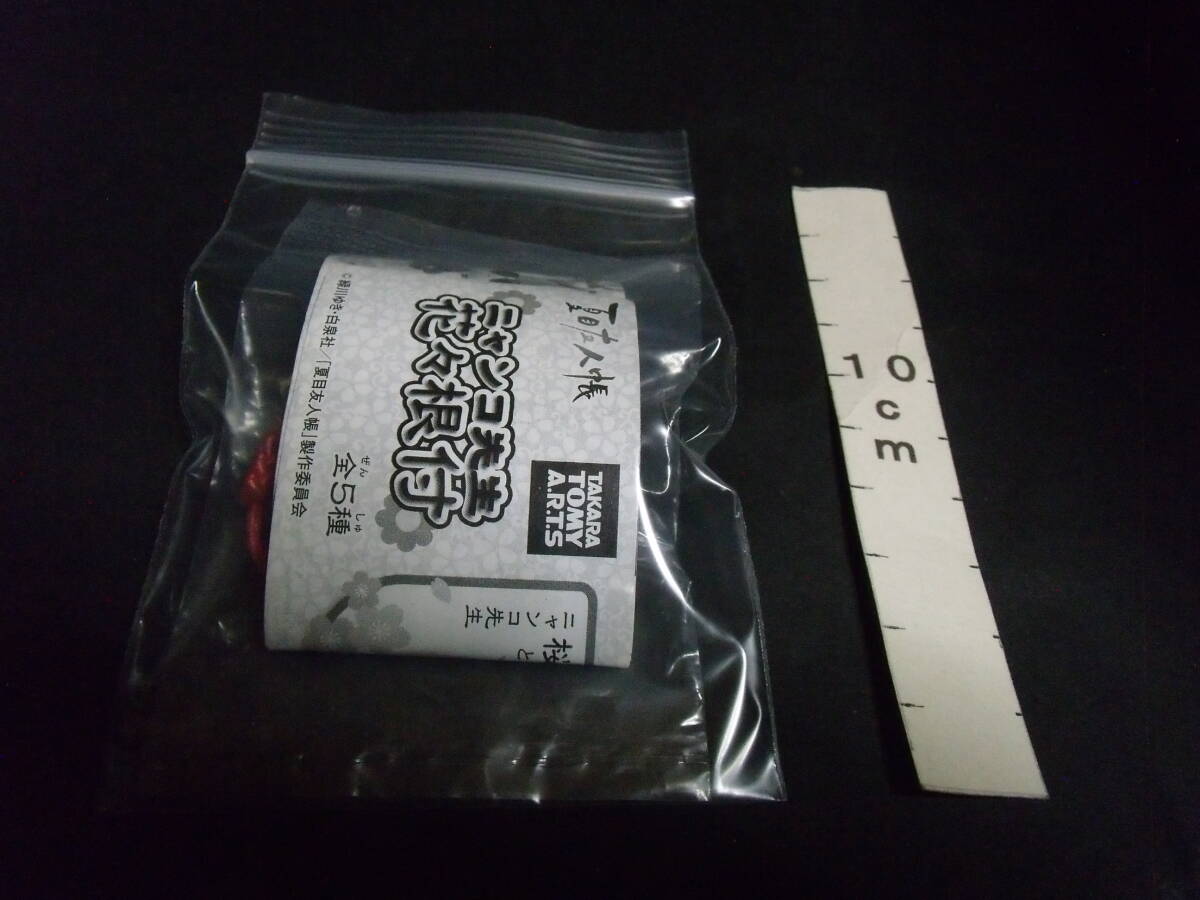 夏目友人帳
ニャンコ先生
花々根付
ぜん しゅ
全5種
©緑川ゆき・白泉社/「夏目友人帳」製作委員会
TAKARA
TOMY
A.R.T.S
ニャンコ先生
桜
と
10
cm